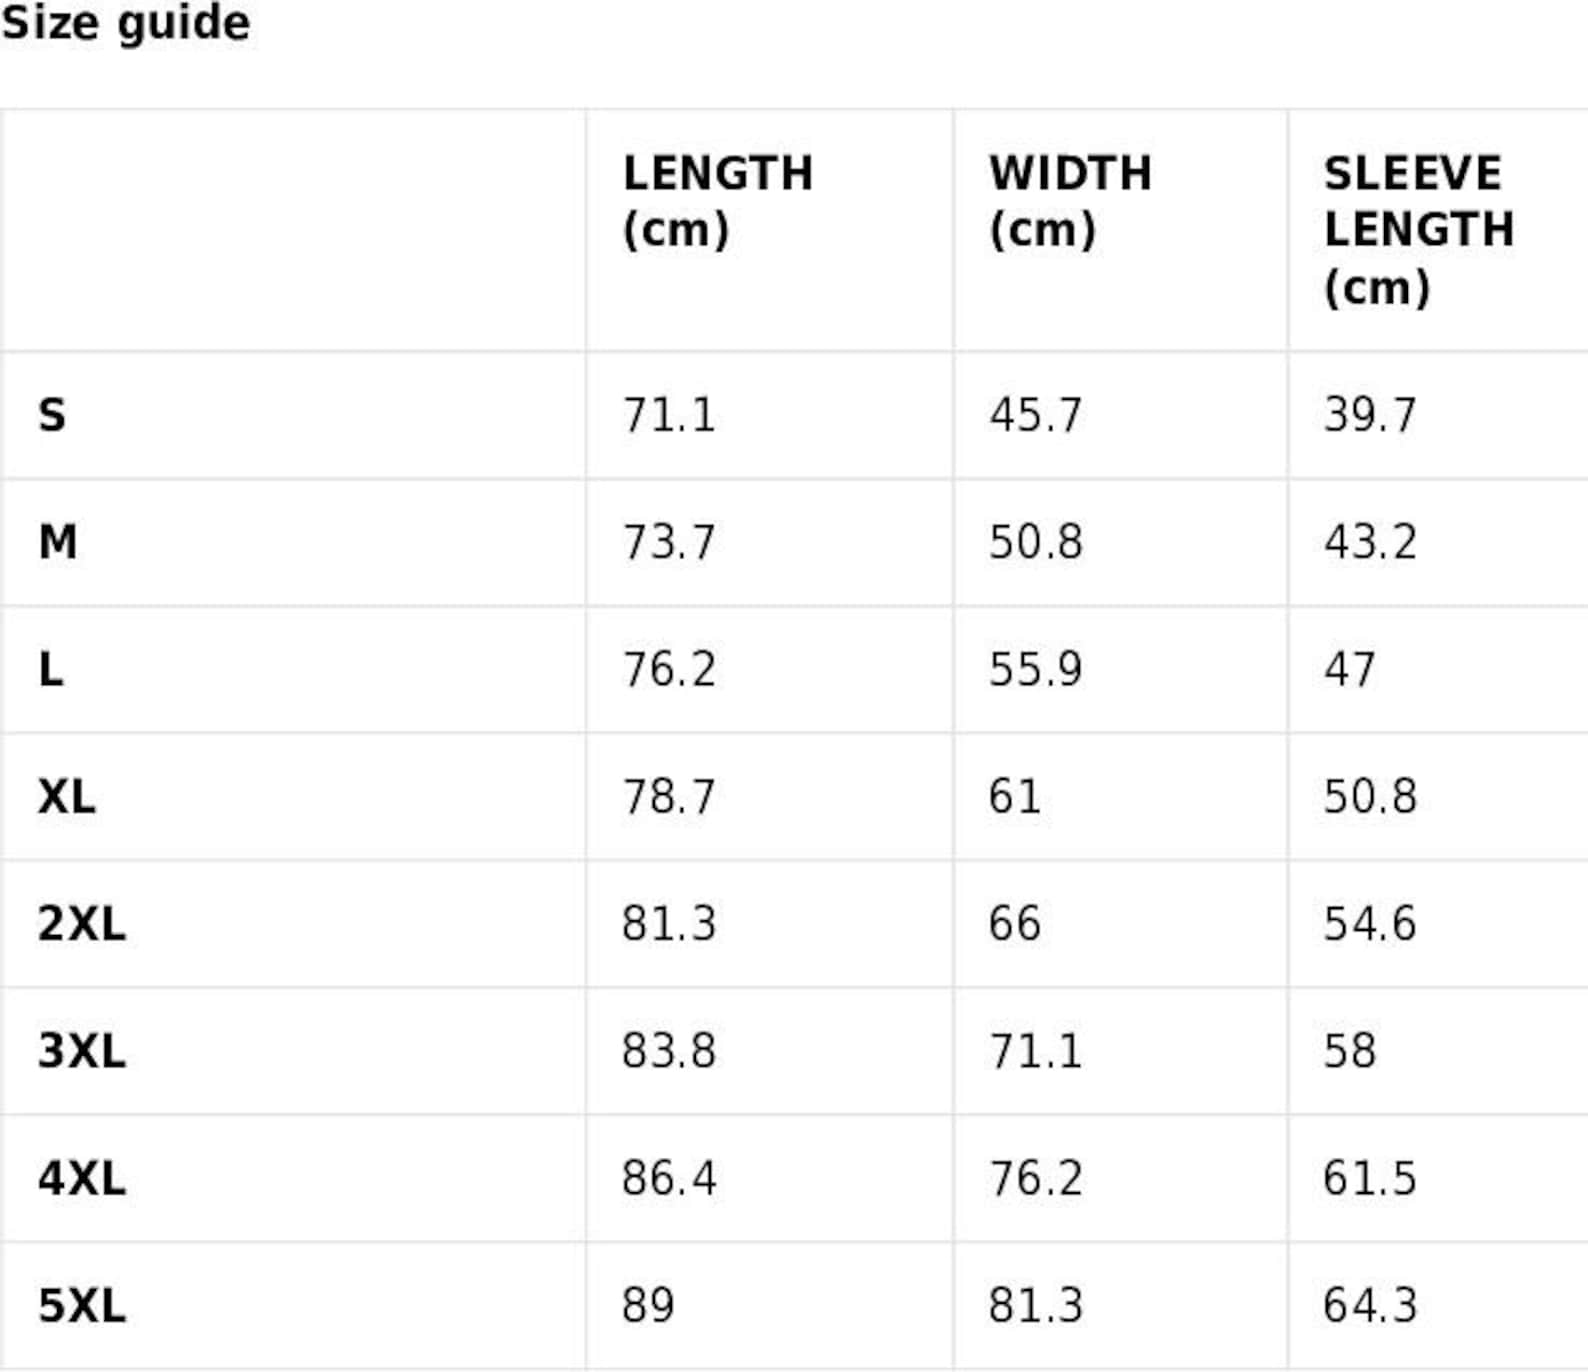 Size guide
LENGTH (cm) WIDTH (cm) SLEEVE LENGTH (cm)
S 71.1 45.7 39.7
M 73.7 50.8 43.2
L 76.2 55.9 47
XL 78.7 61 50.8
2XL 81.3 66 54.6
3XL 83.8 71.1 58
4XL 86.4 76.2 61.5
5XL 89 81.3 64.3